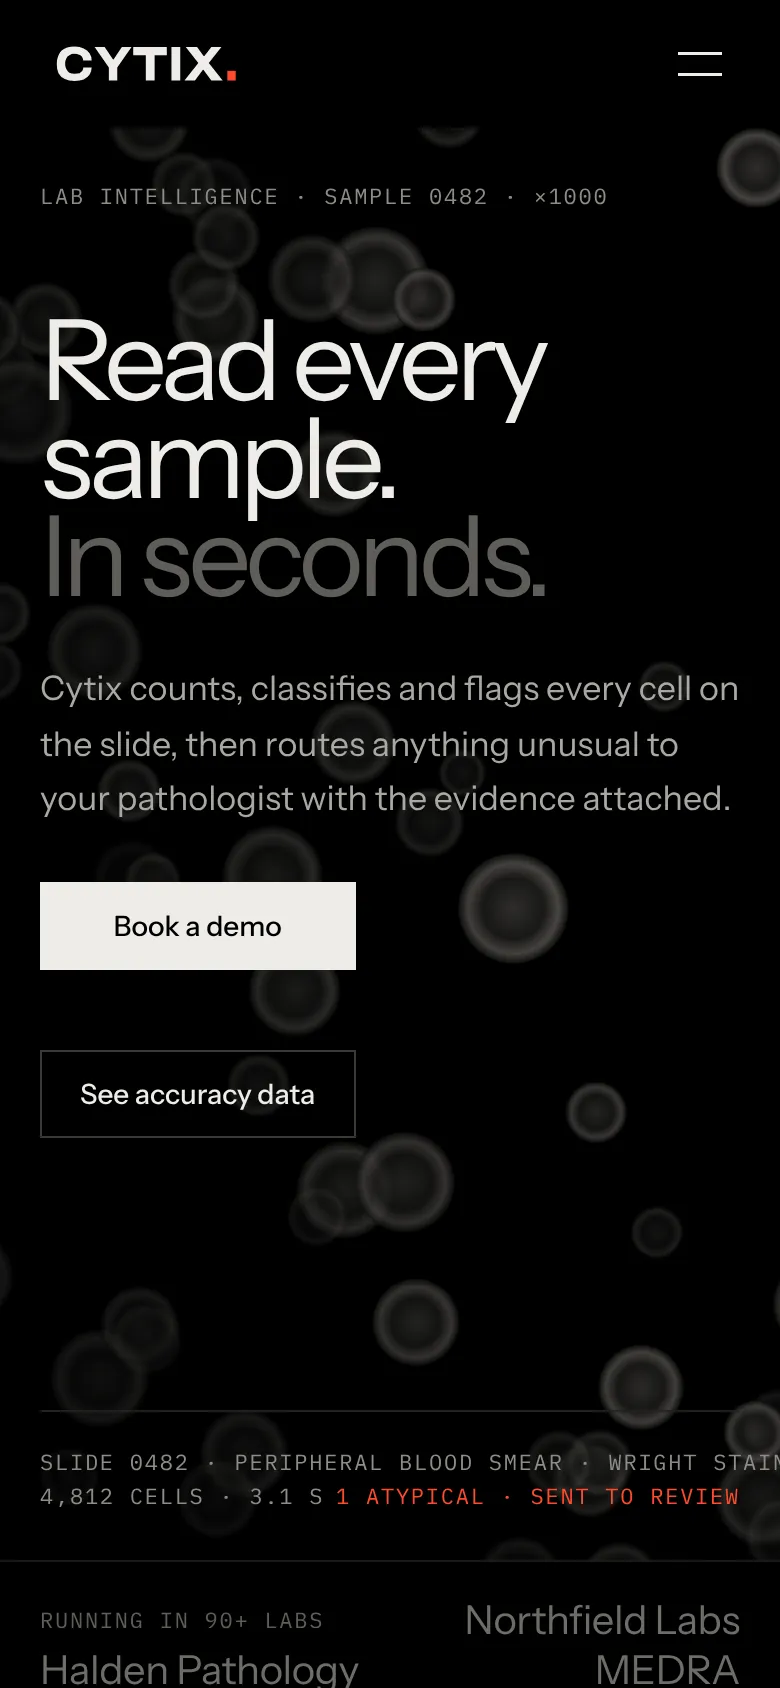 CYTIX.
LAB INTELLIGENCE · SAMPLE 0482 · ×1000
Read every
sample.
In seconds.
Cytix counts, classifies and flags every cell on
the slide, then routes anything unusual to
your pathologist with the evidence attached.
Book a demo
See accuracy data
SLIDE 0482 · PERIPHERAL BLOOD SMEAR · WRIGHT STAIN
4,812 CELLS · 3.1 S 1 ATYPICAL · SENT TO REVIEW
RUNNING IN 90+ LABS
Northfield Labs
Halden Pathology
MEDRA